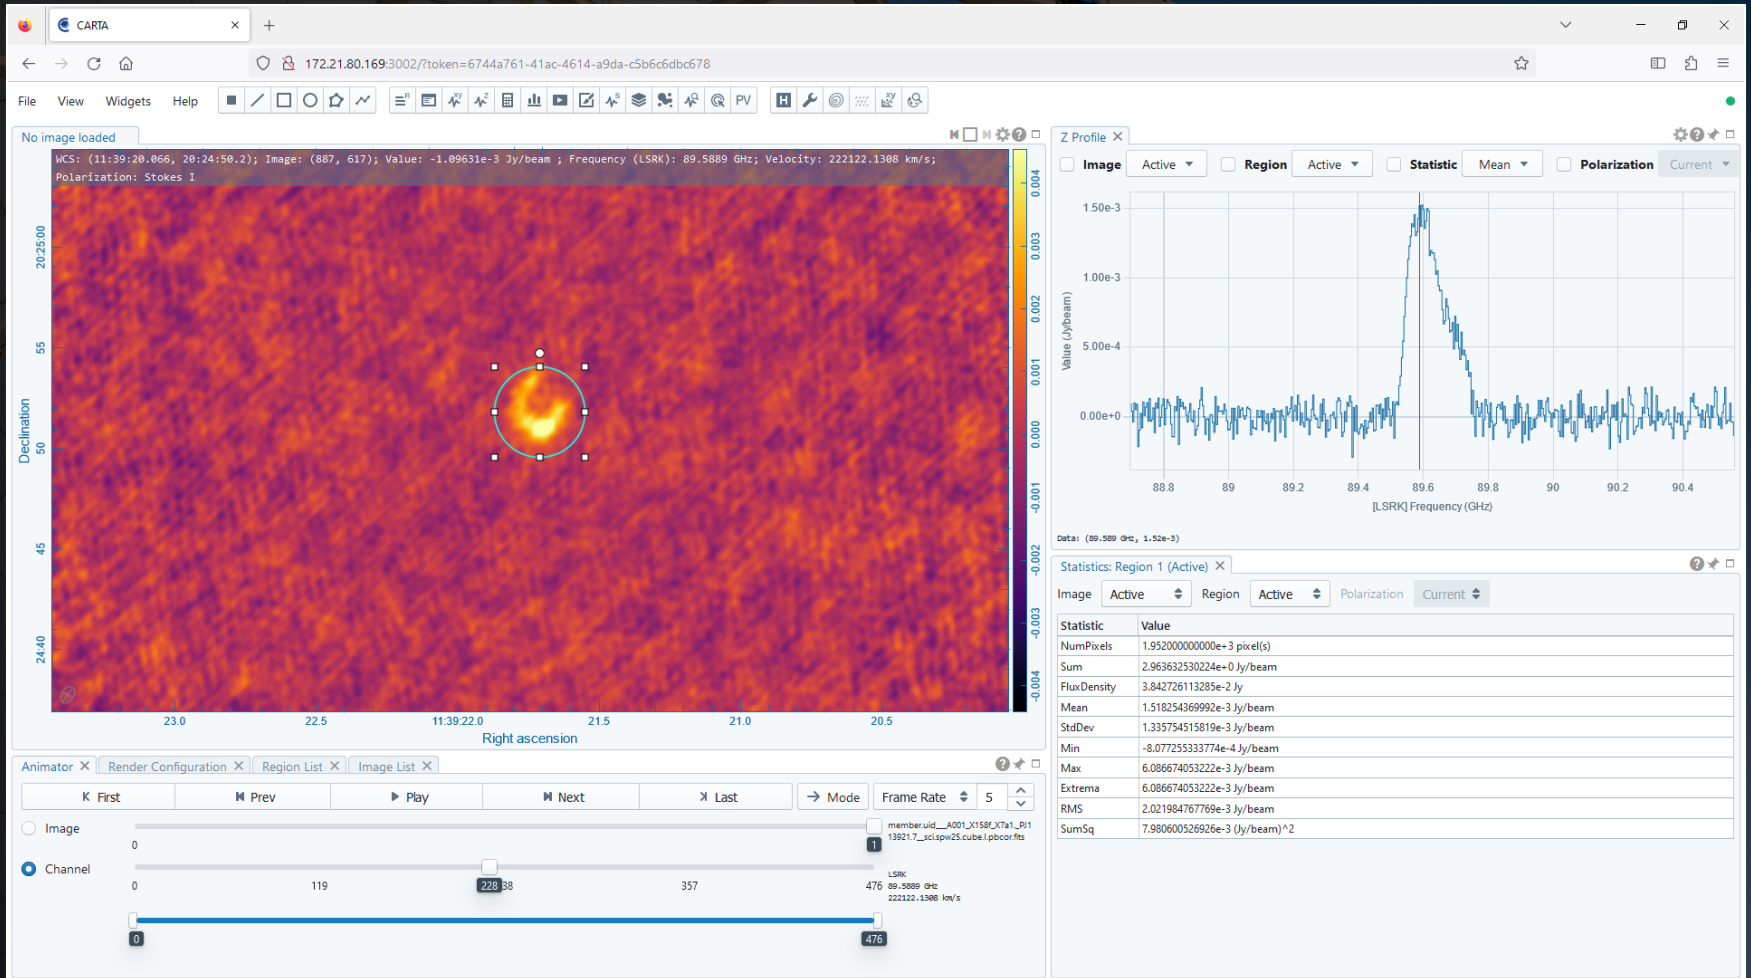 CARTA
172.21.80.169:3002/?token=6744a761-41ac-4614-a9da-c5b6c6dbc678
File View Widgets Help
PV
No image loaded
WCS: (11:39:20.066, 20:24:50.2); Image: (887, 617); Value: -1.09631e-3 Jy/beam ; Frequency (LSRK): 89.5889 GHz; Velocity: 222122.1308 km/s;
Polarization: Stokes I
20:25:00
55
50
45
24:40
Declination
23.0 22.5 11:39:22.0 21.5 21.0 20.5
Right ascension
0.004
0.003
0.002
0.001
0.000
-0.001
-0.002
-0.003
-0.004
Z Profile
Image Active Region Active Statistic Mean Polarization Current
1.50e-3
1.00e-3
5.00e-4
0.00e+0
Value (Jy/beam)
88.8 89 89.2 89.4 89.6 89.8 90 90.2 90.4
[LSRK] Frequency (GHz)
Data: (89.589 GHz, 1.52e-3)
Statistics: Region 1 (Active)
Image Active Region Active Polarization Current
Statistic Value
NumPixels 1.952000000000e+3 pixel(s)
Sum 2.963632530224e+0 Jy/beam
FluxDensity 3.842726113285e-2 Jy
Mean 1.518254369992e-3 Jy/beam
StdDev 1.335754515819e-3 Jy/beam
Min -8.077255333774e-4 Jy/beam
Max 6.086674053222e-3 Jy/beam
Extrema 6.086674053222e-3 Jy/beam
RMS 2.021984767769e-3 Jy/beam
SumSq 7.980600526926e-3 (Jy/beam)^2
Animator Render Configuration Region List Image List
First Prev Play Next Last Mode Frame Rate 5
Image
0 1
member.uid___A001_X158f_X7a1._PJ1
13921.7__sci.spw25.cube.I.pbcor.fits
Channel
0 119 228 38 357 476
LSRK
89.5889 GHz
222122.1308 km/s
0 476